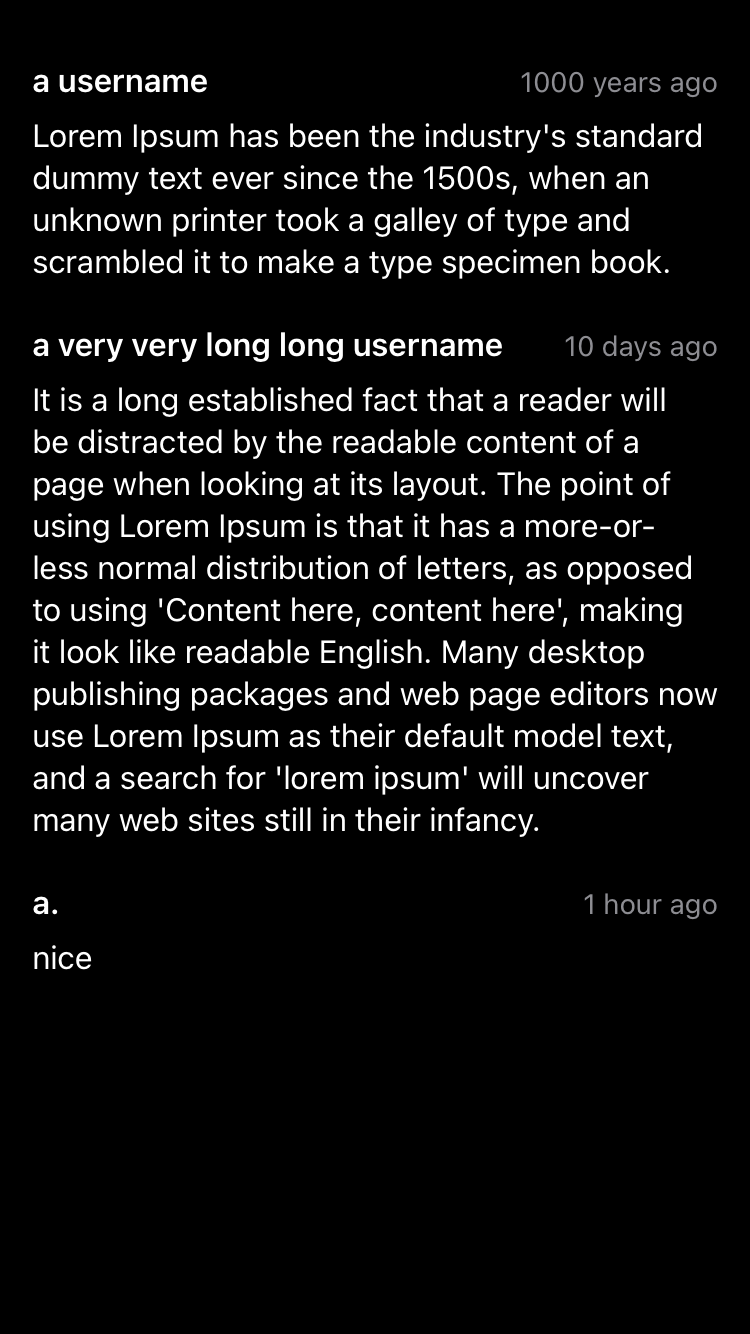 a username 1000 years ago
Lorem Ipsum has been the industry's standard
dummy text ever since the 1500s, when an
unknown printer took a galley of type and
scrambled it to make a type specimen book.
a very very long long username 10 days ago
It is a long established fact that a reader will
be distracted by the readable content of a
page when looking at its layout. The point of
using Lorem Ipsum is that it has a more-or-
less normal distribution of letters, as opposed
to using 'Content here, content here', making
it look like readable English. Many desktop
publishing packages and web page editors now
use Lorem Ipsum as their default model text,
and a search for 'lorem ipsum' will uncover
many web sites still in their infancy.
a. 1 hour ago
nice